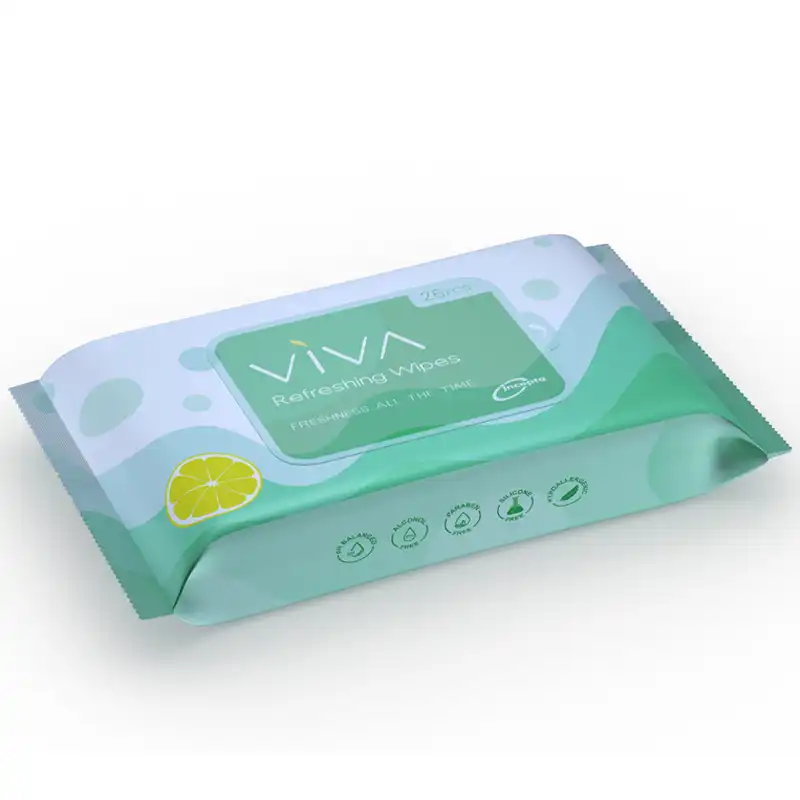 25PCS
VIVA
Refreshing Wipes
FRESHNESS ALL THE TIME
PH BALANCED
ALCOHOL FREE
PARABEN FREE
SILICONE FREE
HYPOALLERGENIC